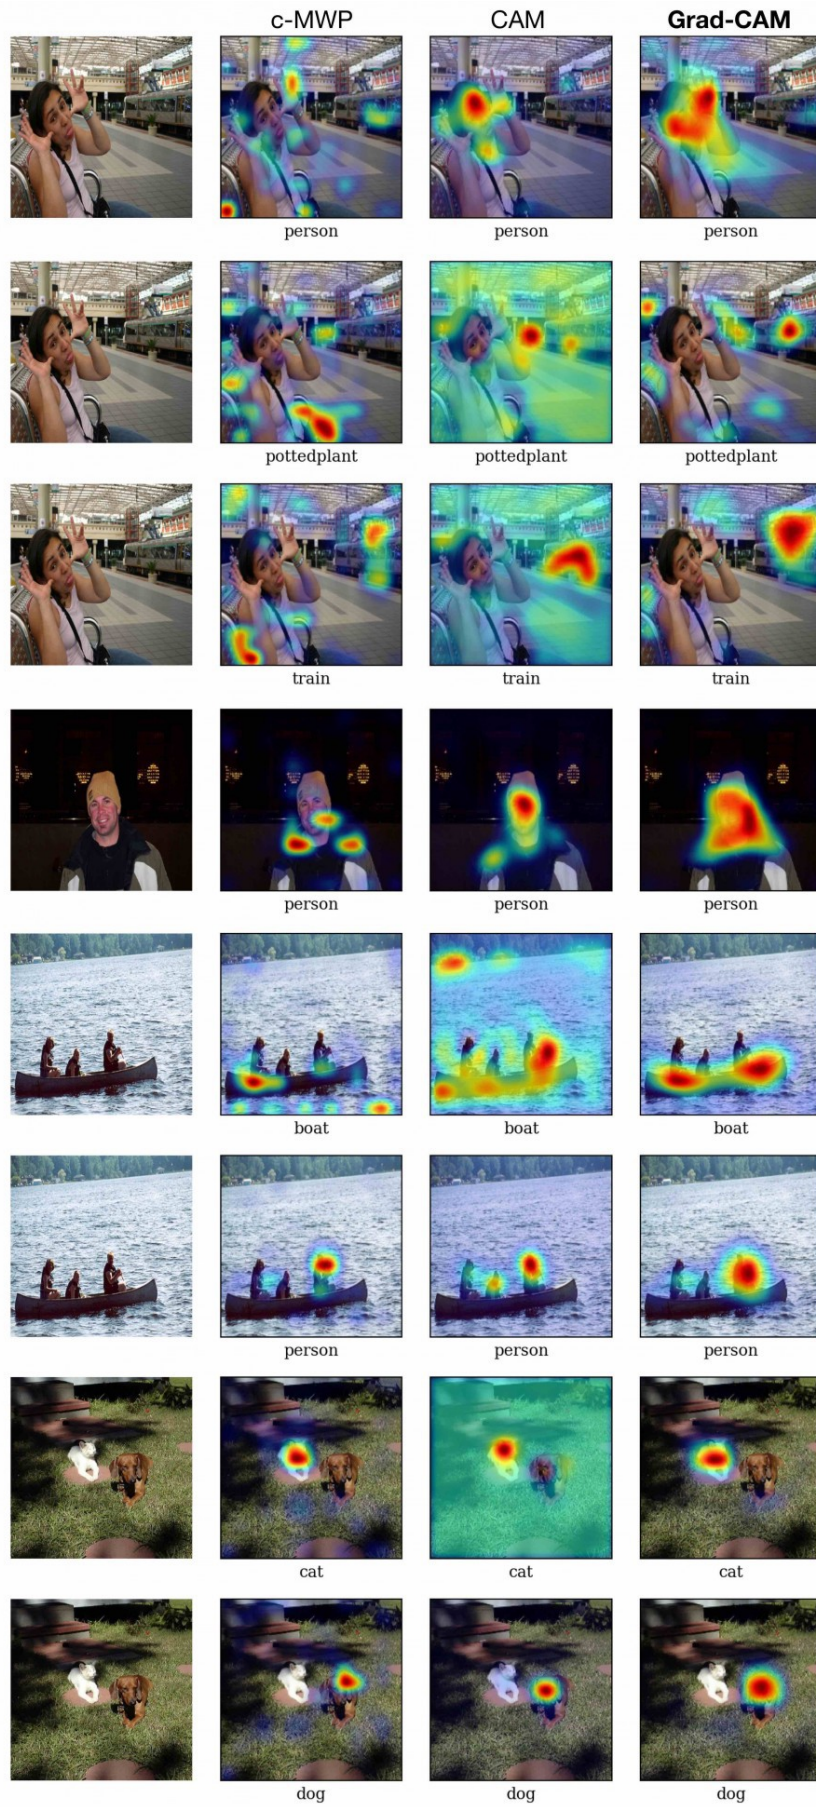 c-MWP CAM Grad-CAM
person person person
pottedplant pottedplant pottedplant
train train train
person person person
boat boat boat
person person person
cat cat cat
dog dog dog